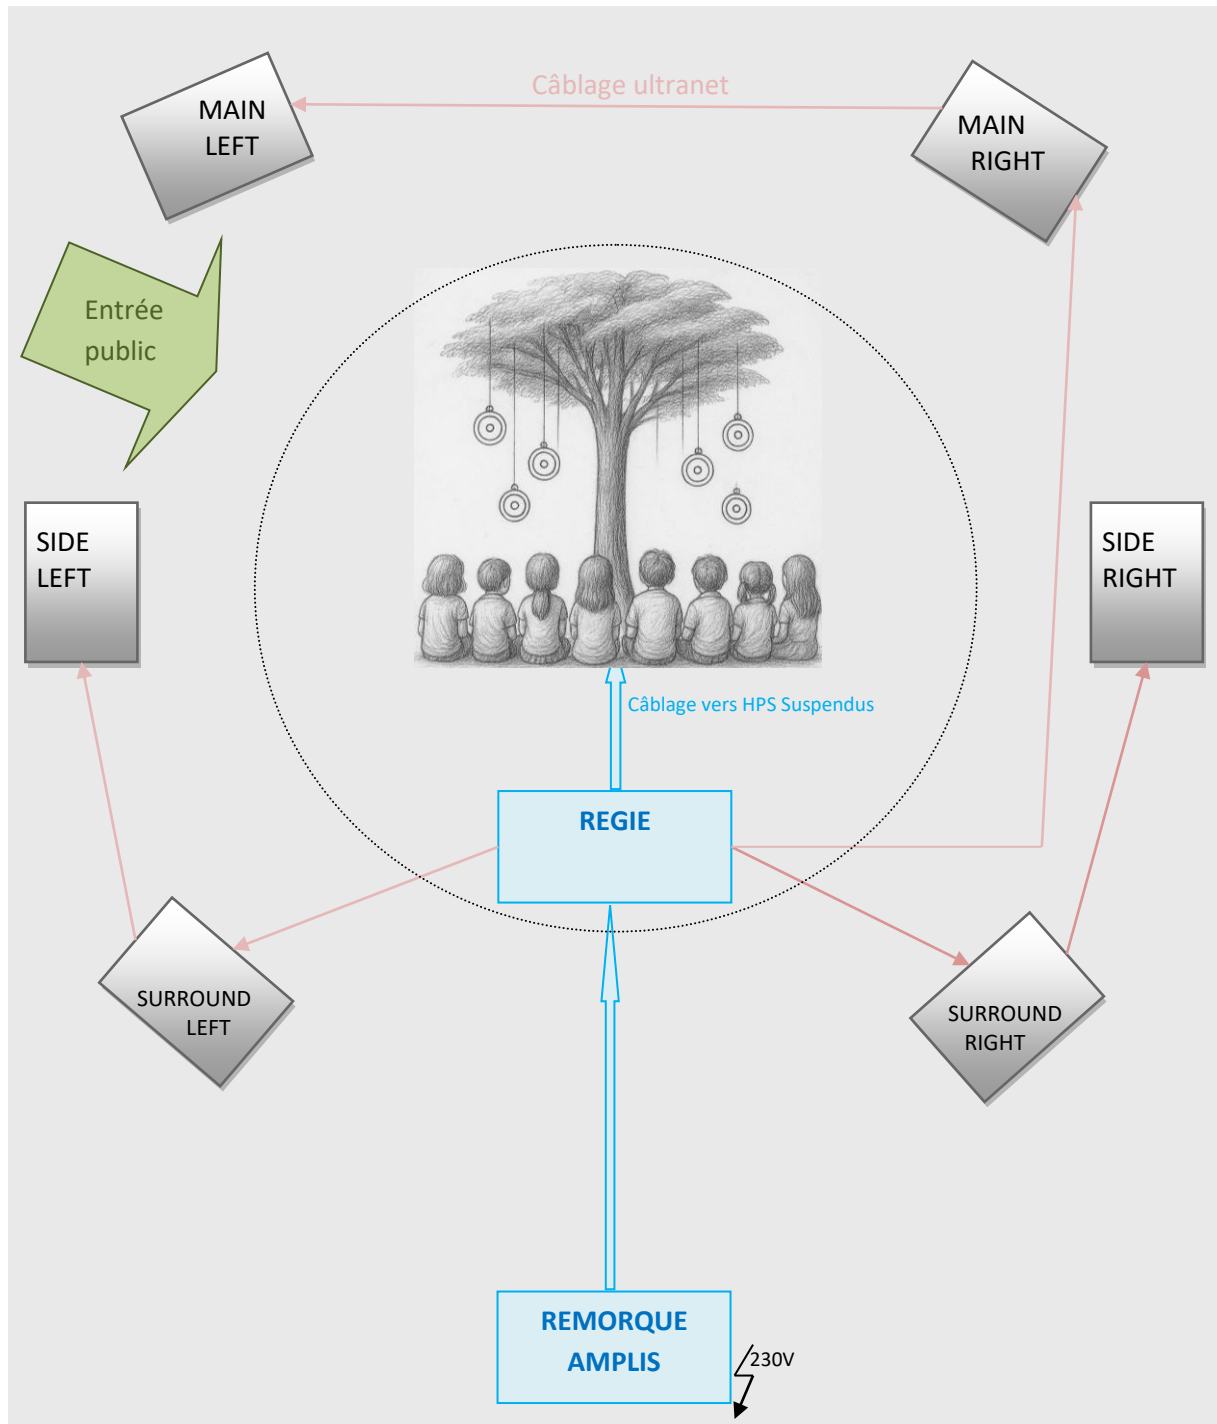 Câblage ultranet
MAIN
LEFT
MAIN
RIGHT
Entrée
public
SIDE
LEFT
SIDE
RIGHT
Câblage vers HPS Suspendus
REGIE
SURROUND
LEFT
SURROUND
RIGHT
REMORQUE
AMPLIS
230V